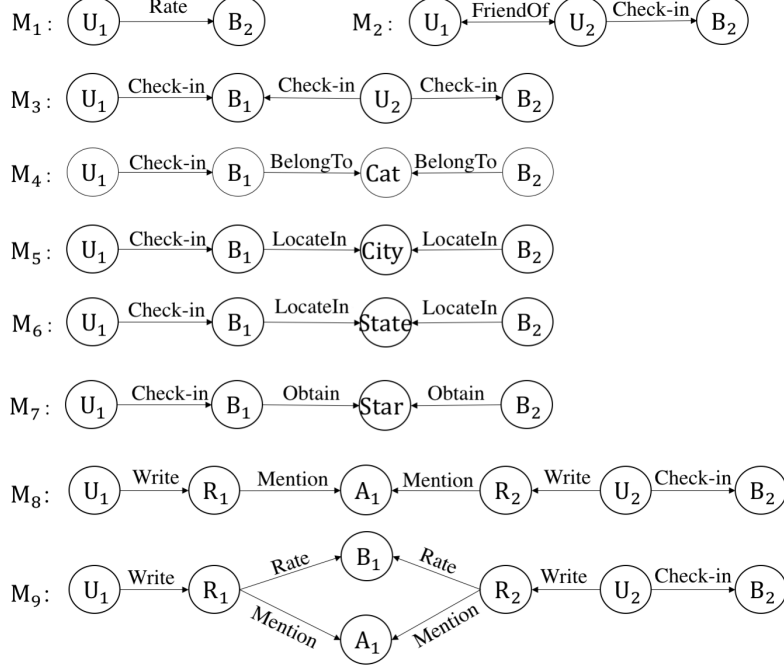 M₁: U₁ Rate B₂ M₂: U₁ FriendOf U₂ Check-in B₂
M₃: U₁ Check-in B₁ Check-in U₂ Check-in B₂
M₄: U₁ Check-in B₁ BelongTo Cat BelongTo B₂
M₅: U₁ Check-in B₁ LocateIn City LocateIn B₂
M₆: U₁ Check-in B₁ LocateIn State LocateIn B₂
M₇: U₁ Check-in B₁ Obtain Star Obtain B₂
M₈: U₁ Write R₁ Mention A₁ Mention R₂ Write U₂ Check-in B₂
Rate B₁ Rate
M₉: U₁ Write R₁ R₂ Write U₂ Check-in B₂
Mention A₁ Mention